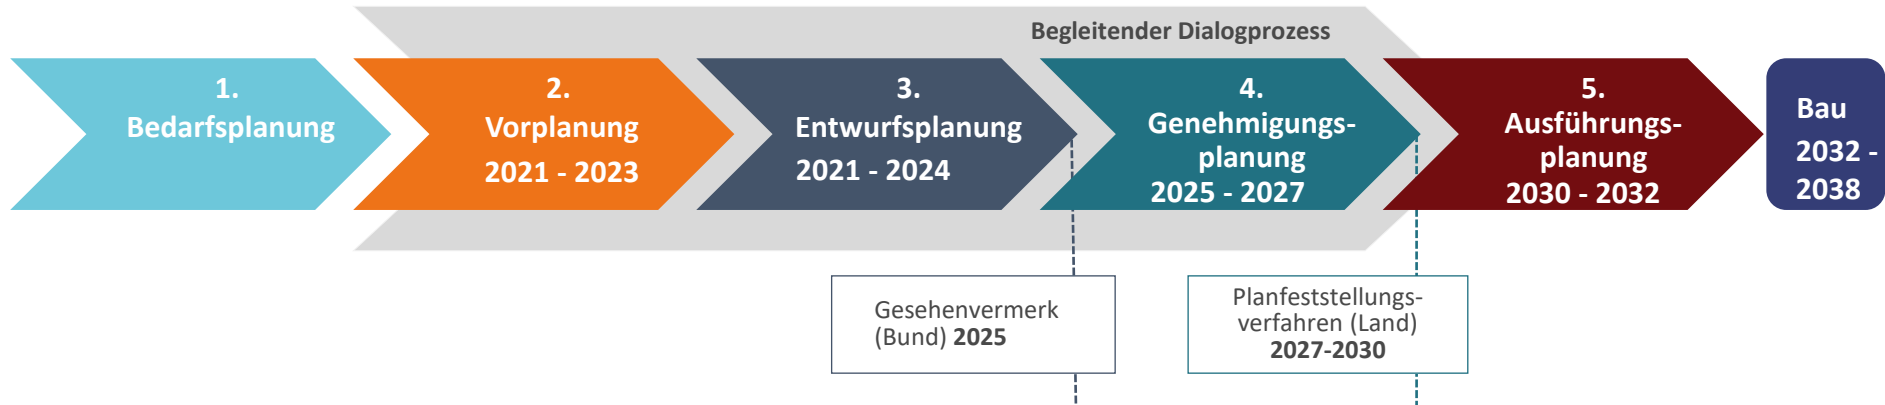 Begleitender Dialogprozess
1.
Bedarfsplanung
2.
Vorplanung
2021 - 2023
3.
Entwurfsplanung
2021 - 2024
4.
Genehmigungs-
planung
2025 - 2027
5.
Ausführungs-
planung
2030 - 2032
Bau
2032 -
2038
Gesehenvermerk
(Bund) 2025
Planfeststellungs-
verfahren (Land)
2027-2030